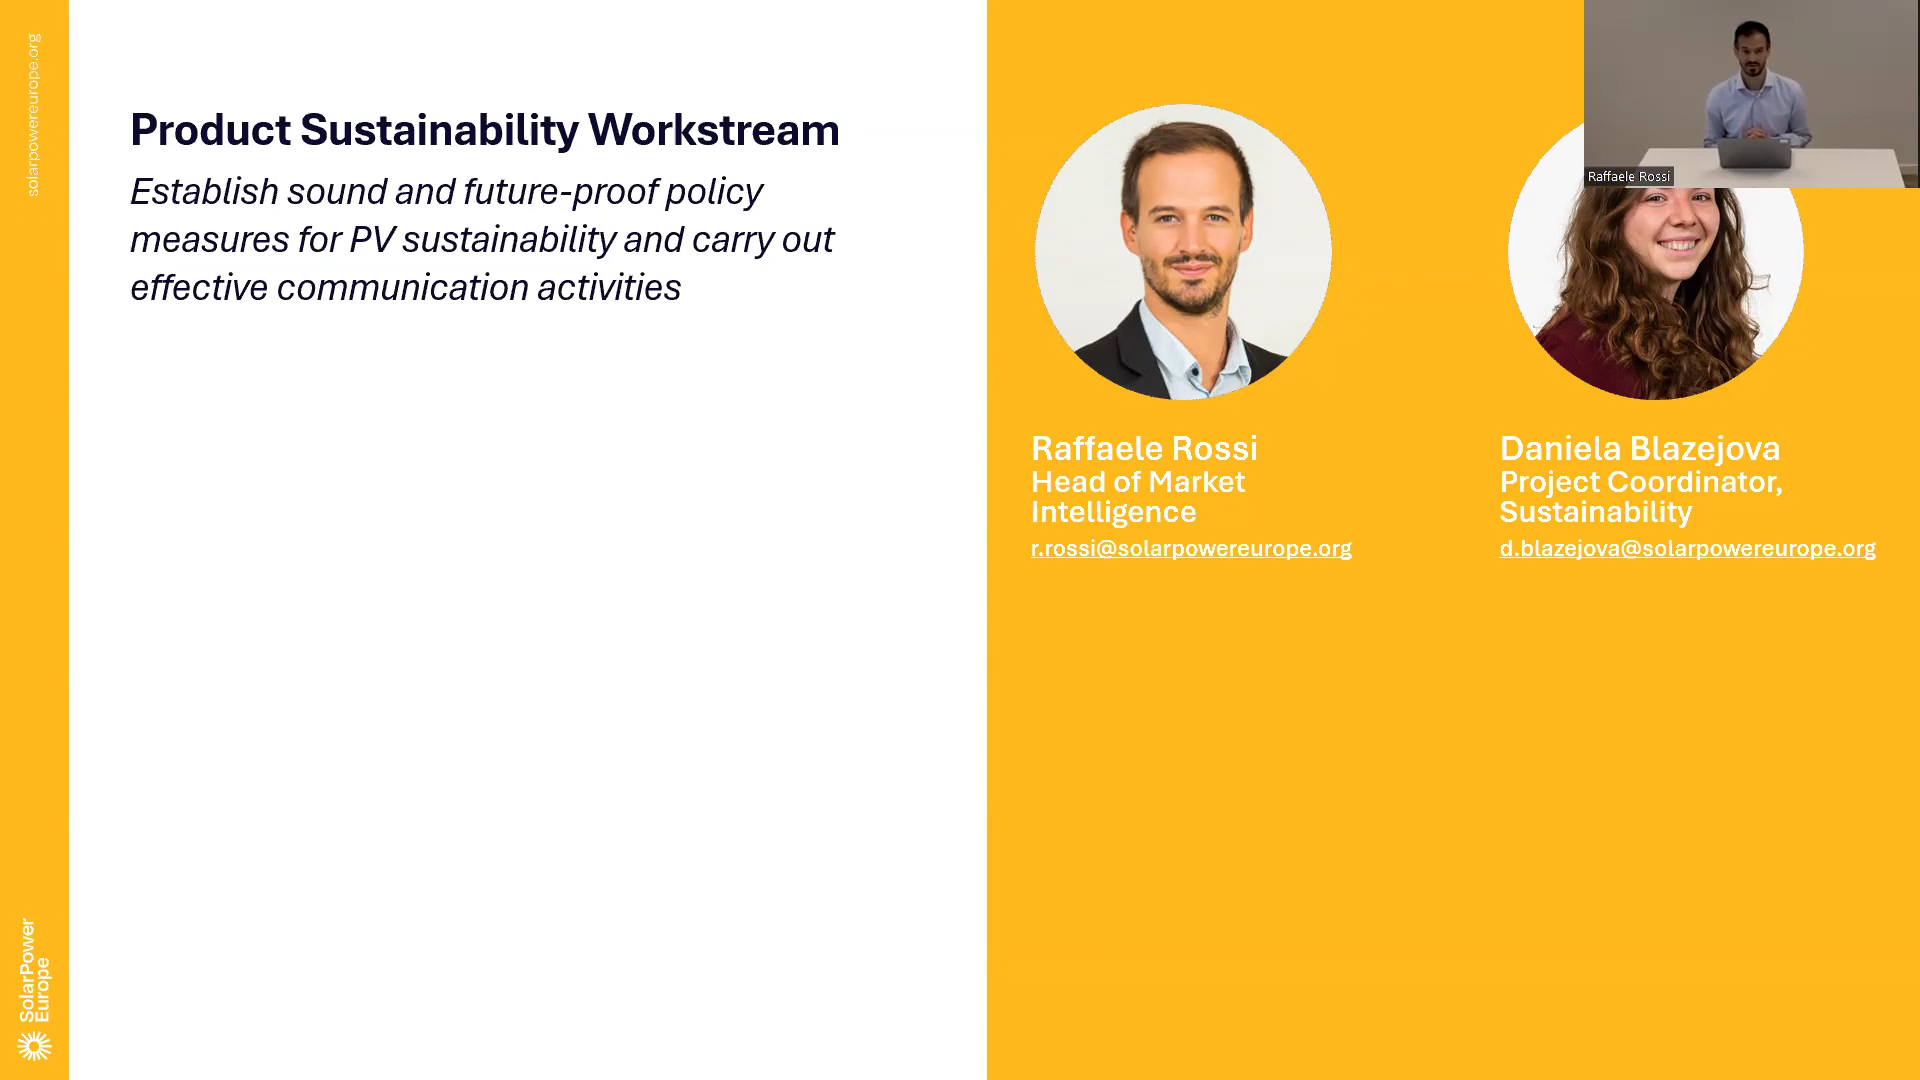 solarpowereurope.org
Product Sustainability Workstream
Establish sound and future-proof policy
measures for PV sustainability and carry out
effective communication activities
Raffaele Rossi
Raffaele Rossi
Head of Market
Intelligence
r.rossi@solarpowereurope.org
Daniela Blazejova
Project Coordinator,
Sustainability
d.blazejova@solarpowereurope.org
SolarPower
Europe